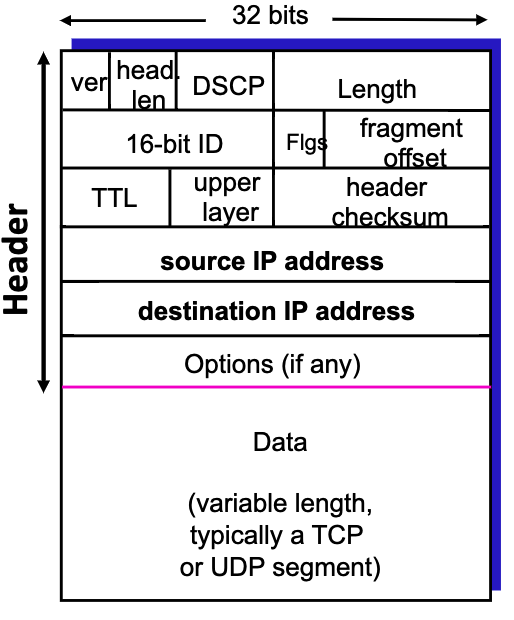 32 bits
ver head. len DSCP Length
16-bit ID Flgs fragment offset
TTL upper layer header checksum
source IP address
destination IP address
Options (if any)
Header
Data
(variable length,
typically a TCP
or UDP segment)